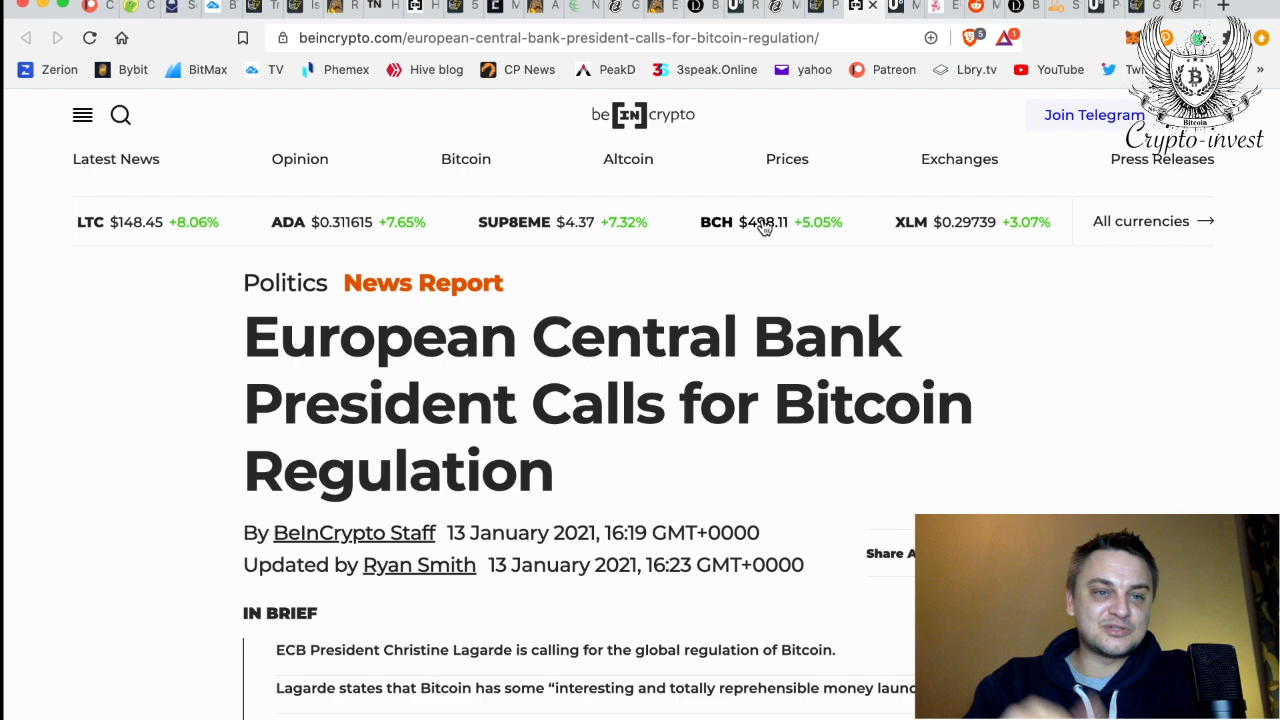 beincrypto.com/european-central-bank-president-calls-for-bitcoin-regulation/
5 1
Zerion Bybit BitMax TV Phemex Hive blog CP News PeakD 3speak.Online yahoo Patreon Lbry.tv YouTube »
be[IN]crypto
Join Telegram
Bitcoin
Crypto-invest
Latest News Opinion Bitcoin Altcoin Prices Exchanges Press Releases
LTC $148.45 +8.06% ADA $0.311615 +7.65% SUP8EME $4.37 +7.32% BCH $498.11 +5.05% XLM $0.29739 +3.07% All currencies →
Politics News Report
European Central Bank
President Calls for Bitcoin
Regulation
By BeInCrypto Staff 13 January 2021, 16:19 GMT+0000
Updated by Ryan Smith 13 January 2021, 16:23 GMT+0000
Share A
IN BRIEF
ECB President Christine Lagarde is calling for the global regulation of Bitcoin.
Lagarde states that Bitcoin has some “interesting and totally reprehensible money laun